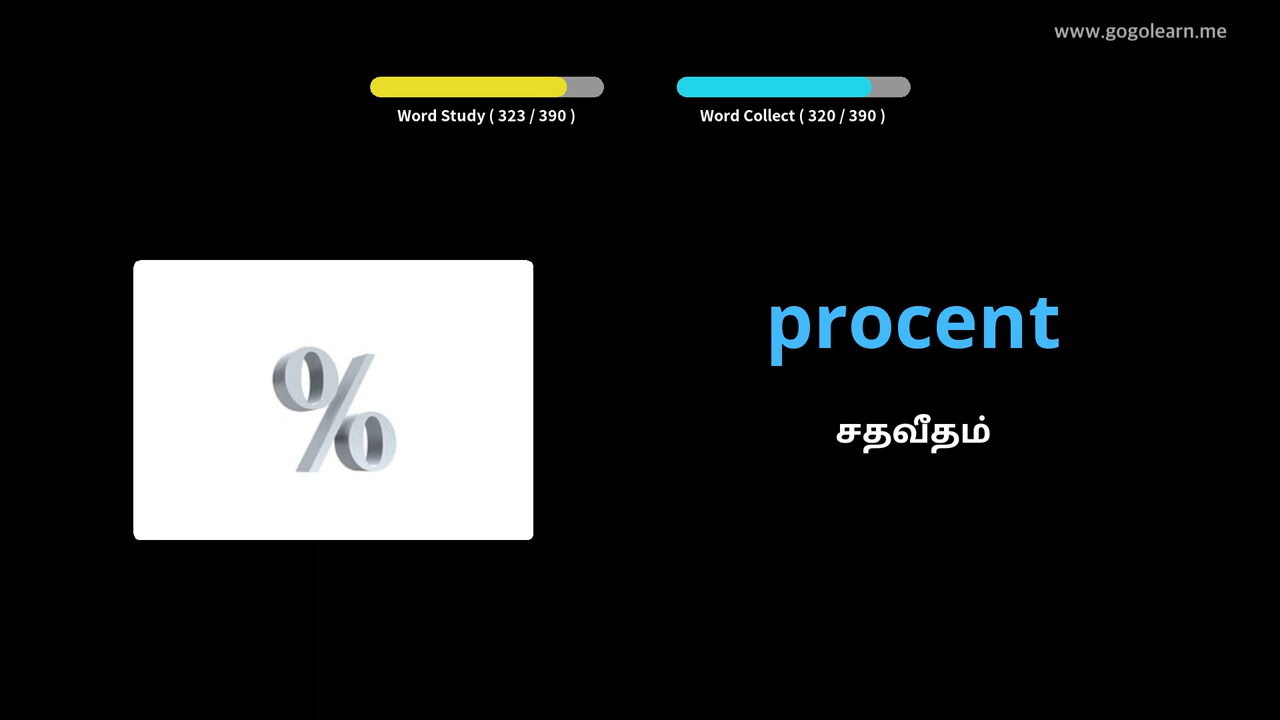 www.gogolearn.me
Word Study ( 323 / 390 )
Word Collect ( 320 / 390 )
%
procent
சதவீதம்